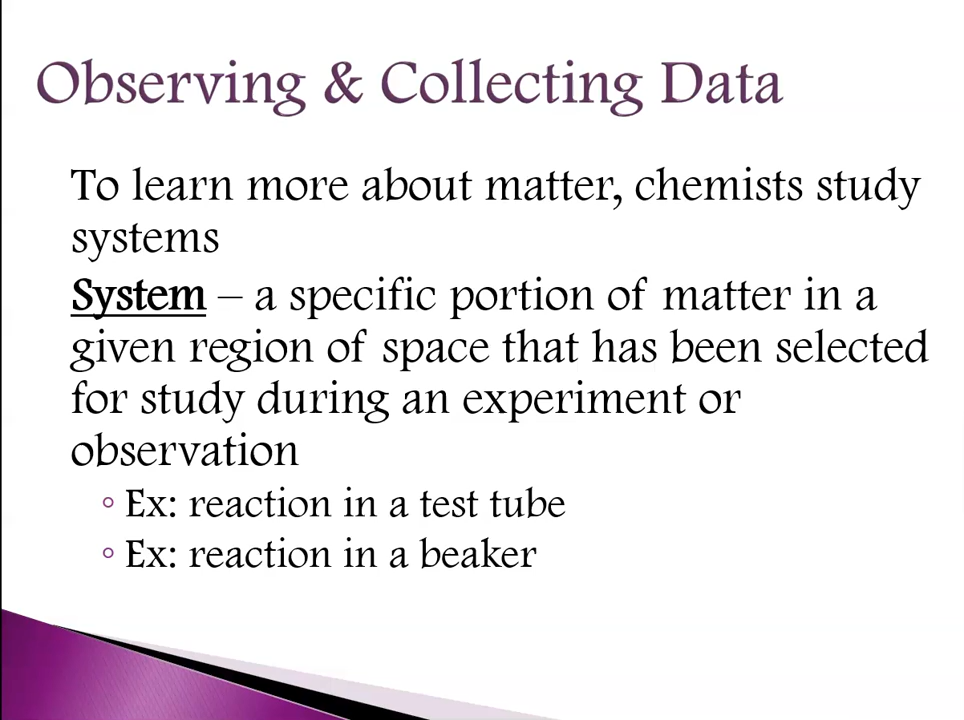 Observing & Collecting Data
To learn more about matter, chemists study
systems
System – a specific portion of matter in a
given region of space that has been selected
for study during an experiment or
observation
◦ Ex: reaction in a test tube
◦ Ex: reaction in a beaker